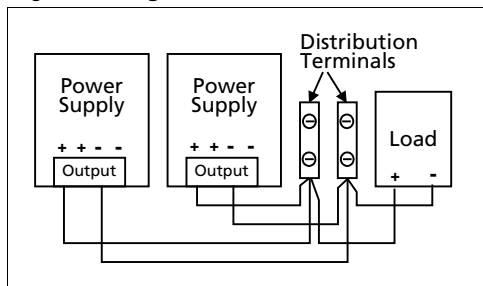 Distribution
Terminals
Power
Supply
+ + - -
Output
Power
Supply
+ + - -
Output
Load
+ -